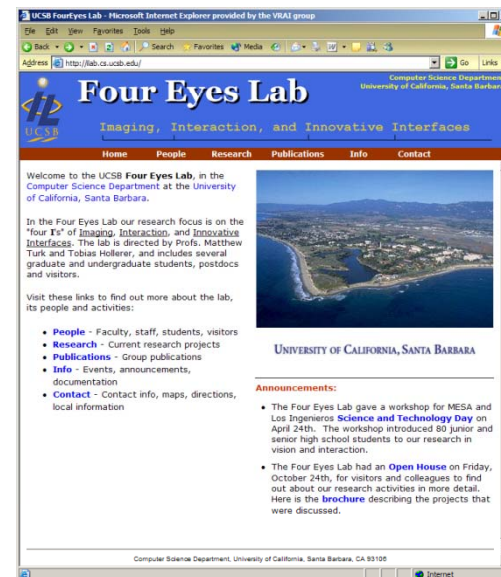 UCSB FourEyes Lab - Microsoft Internet Explorer provided by the VRAI group
File Edit View Favorites Tools Help
Back Search Favorites Media
Address http://ilab.cs.ucsb.edu/ Go Links
Computer Science Departmen
University of California, Santa Barbar
Four Eyes Lab
UCSB
Imaging, Interaction, and Innovative Interfaces
Home People Research Publications Info Contact
Welcome to the UCSB Four Eyes Lab, in the
Computer Science Department at the University
of California, Santa Barbara.
In the Four Eyes Lab our research focus is on the
"four I's" of Imaging, Interaction, and Innovative
Interfaces. The lab is directed by Profs. Matthew
Turk and Tobias Hollerer, and includes several
graduate and undergraduate students, postdocs
and visitors.
Visit these links to find out more about the lab,
its people and activities:
• People - Faculty, staff, students, visitors
• Research - Current research projects
• Publications - Group publications
• Info - Events, announcements,
documentation
• Contact - Contact info, maps, directions,
local information
UNIVERSITY OF CALIFORNIA, SANTA BARBARA
Announcements:
• The Four Eyes Lab gave a workshop for MESA and
Los Ingenieros Science and Technology Day on
April 24th. The workshop introduced 80 junior and
senior high school students to our research in
vision and interaction.
• The Four Eyes Lab had an Open House on Friday,
October 24th, for visitors and colleagues to find
out about our research activities in more detail.
Here is the brochure describing the projects that
were discussed.
Computer Science Department, University of California, Santa Barbara, CA 93106
Internet